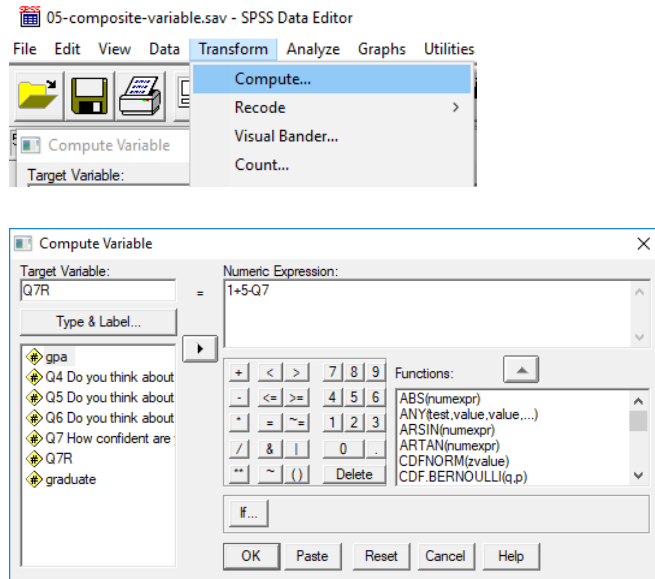 05-composite-variable.sav - SPSS Data Editor
File Edit View Data Transform Analyze Graphs Utilities
Compute...
Recode >
Visual Bander...
Count...
Compute Variable
Target Variable:
Compute Variable
Target Variable:
Numeric Expression:
Q7R = 1+5-Q7
Type & Label...
gpa
Q4 Do you think about
Q5 Do you think about
Q6 Do you think about
Q7 How confident are
Q7R
graduate
+ < > 7 8 9
- <= >= 4 5 6
* = ~= 1 2 3
/ & | 0 .
** ~ () Delete
Functions:
ABS(numexpr)
ANY(test,value,value,...)
ARSIN(numexpr)
ARTAN(numexpr)
CDFNORM(zvalue)
CDF.BERNOULLI(q,p)
If...
OK Paste Reset Cancel Help